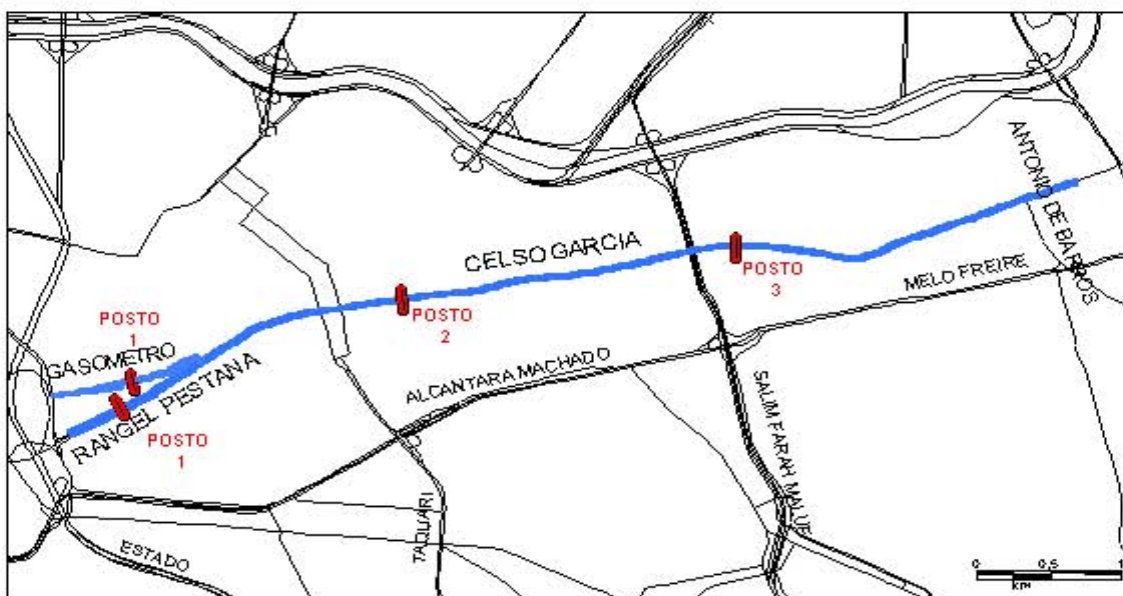 ANTONIO DE BARROS
CELSO GARCIA
POSTO
3
MELO FREIRE
POSTO
1
POSTO
2
GASOMETRO
ALCANTARA MACHADO
RANGEL PESTANA
POSTO
1
SALIM FARAH MALUF
TAQUARI
ESTADO
0 0,5 1
KM